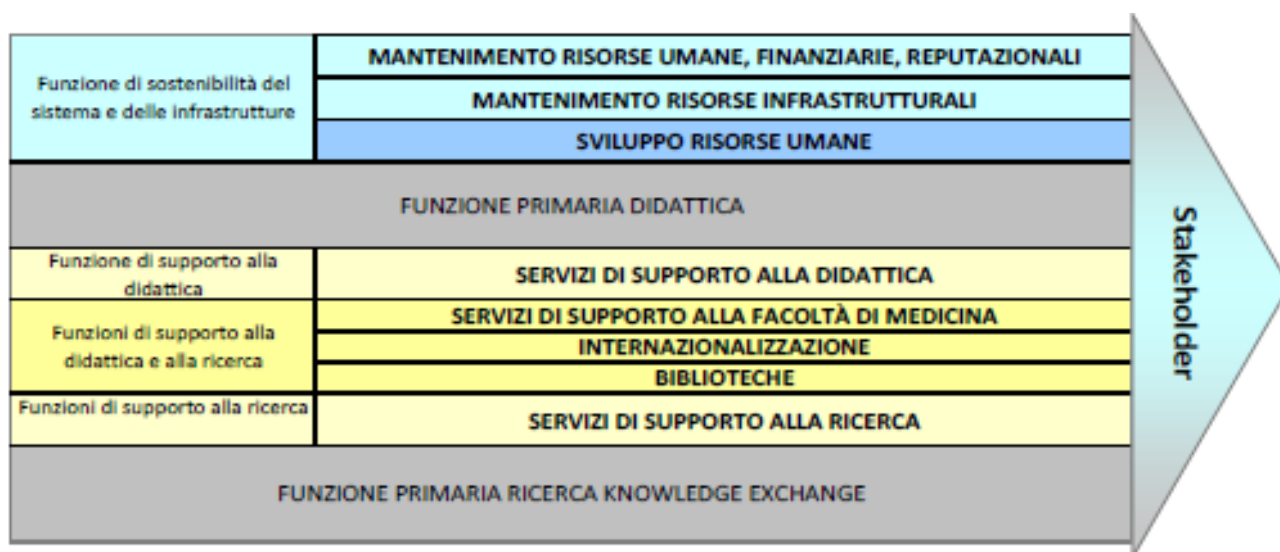 Funzione di sostenibilità del
sistema e delle infrastrutture
MANTENIMENTO RISORSE UMANE, FINANZIARIE, REPUTAZIONALI
MANTENIMENTO RISORSE INFRASTRUTTURALI
SVILUPPO RISORSE UMANE
FUNZIONE PRIMARIA DIDATTICA
Funzione di supporto alla
didattica
SERVIZI DI SUPPORTO ALLA DIDATTICA
Funzioni di supporto alla
didattica e alla ricerca
SERVIZI DI SUPPORTO ALLA FACOLTÀ DI MEDICINA
INTERNAZIONALIZZAZIONE
BIBLIOTECHE
Funzioni di supporto alla ricerca
SERVIZI DI SUPPORTO ALLA RICERCA
FUNZIONE PRIMARIA RICERCA KNOWLEDGE EXCHANGE
Stakeholder